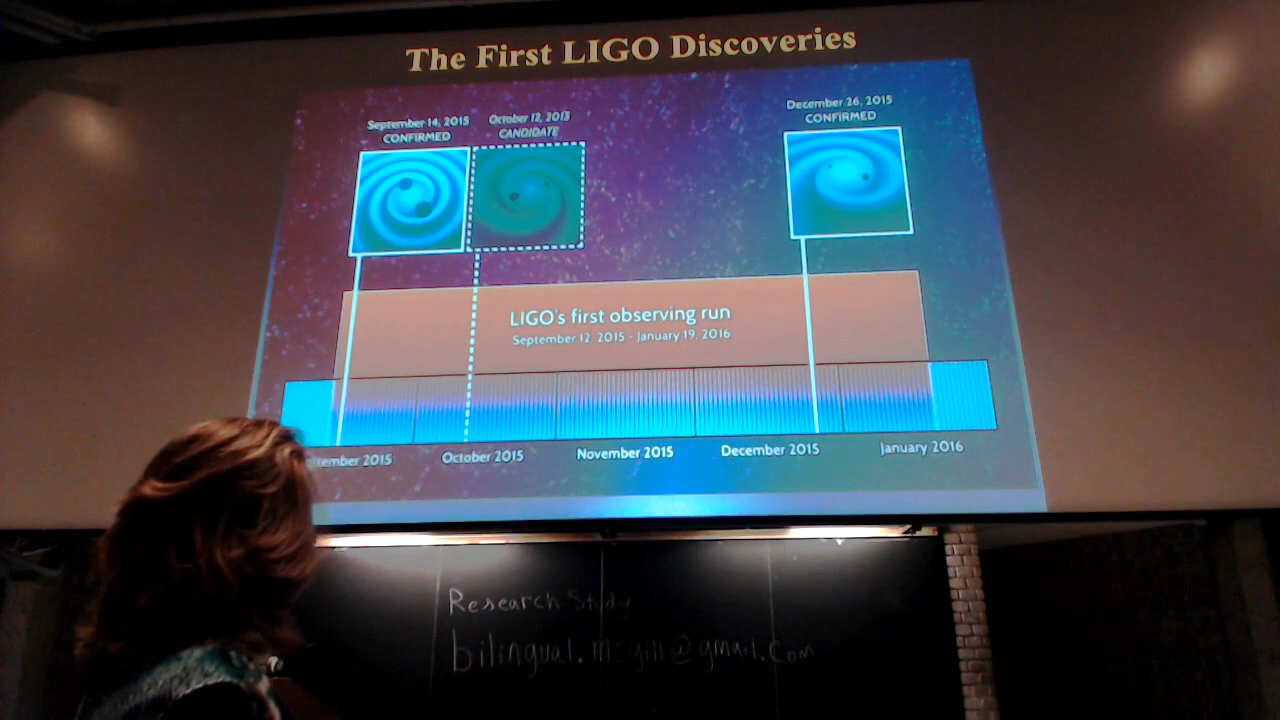 The First LIGO Discoveries
September 14, 2015
CONFIRMED
October 12, 2015
CANDIDATE
December 26, 2015
CONFIRMED
LIGO's first observing run
September 12, 2015 - January 19, 2016
tember 2015
October 2015
November 2015
December 2015
January 2016
Research Study
bilingual.mcgill@gmail.com